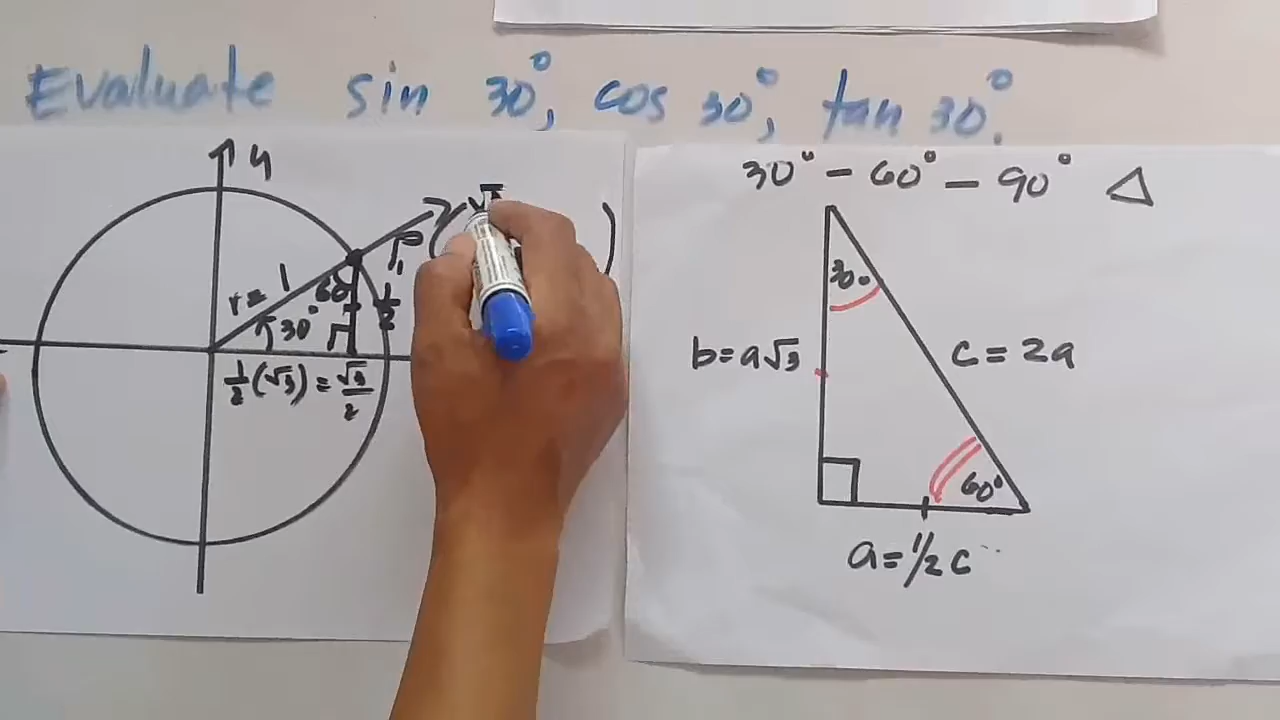 Evaluate sin 30°, cos 30°, tan 30°.
y
r = 1
60
30°
1/2
1/2(√3) = √3/2
P(
)
30° - 60° - 90° △
30°
b = a√3
c = 2a
60°
a = 1/2 c